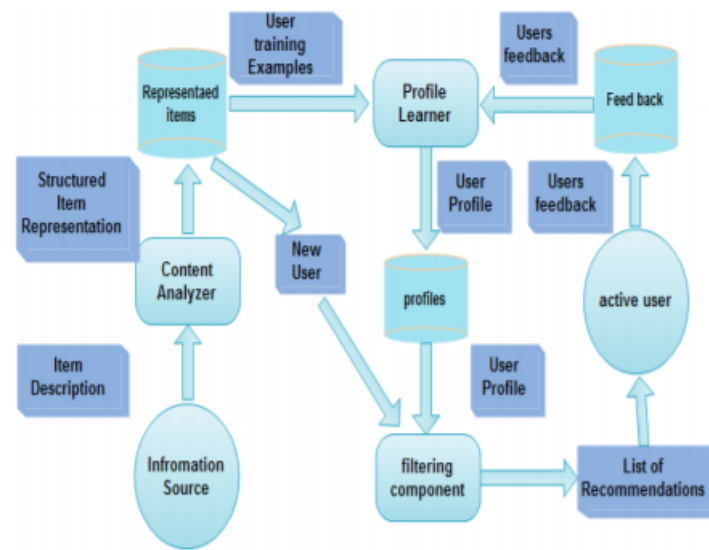 User
training
Examples
Users
feedback
Representaed
items
Profile
Learner
Feed back
Structured
Item
Representation
User
Profile
Users
feedback
New
User
Content
Analyzer
profiles
active user
Item
Description
User
Profile
Infromation
Source
filtering
component
List of
Recommendations